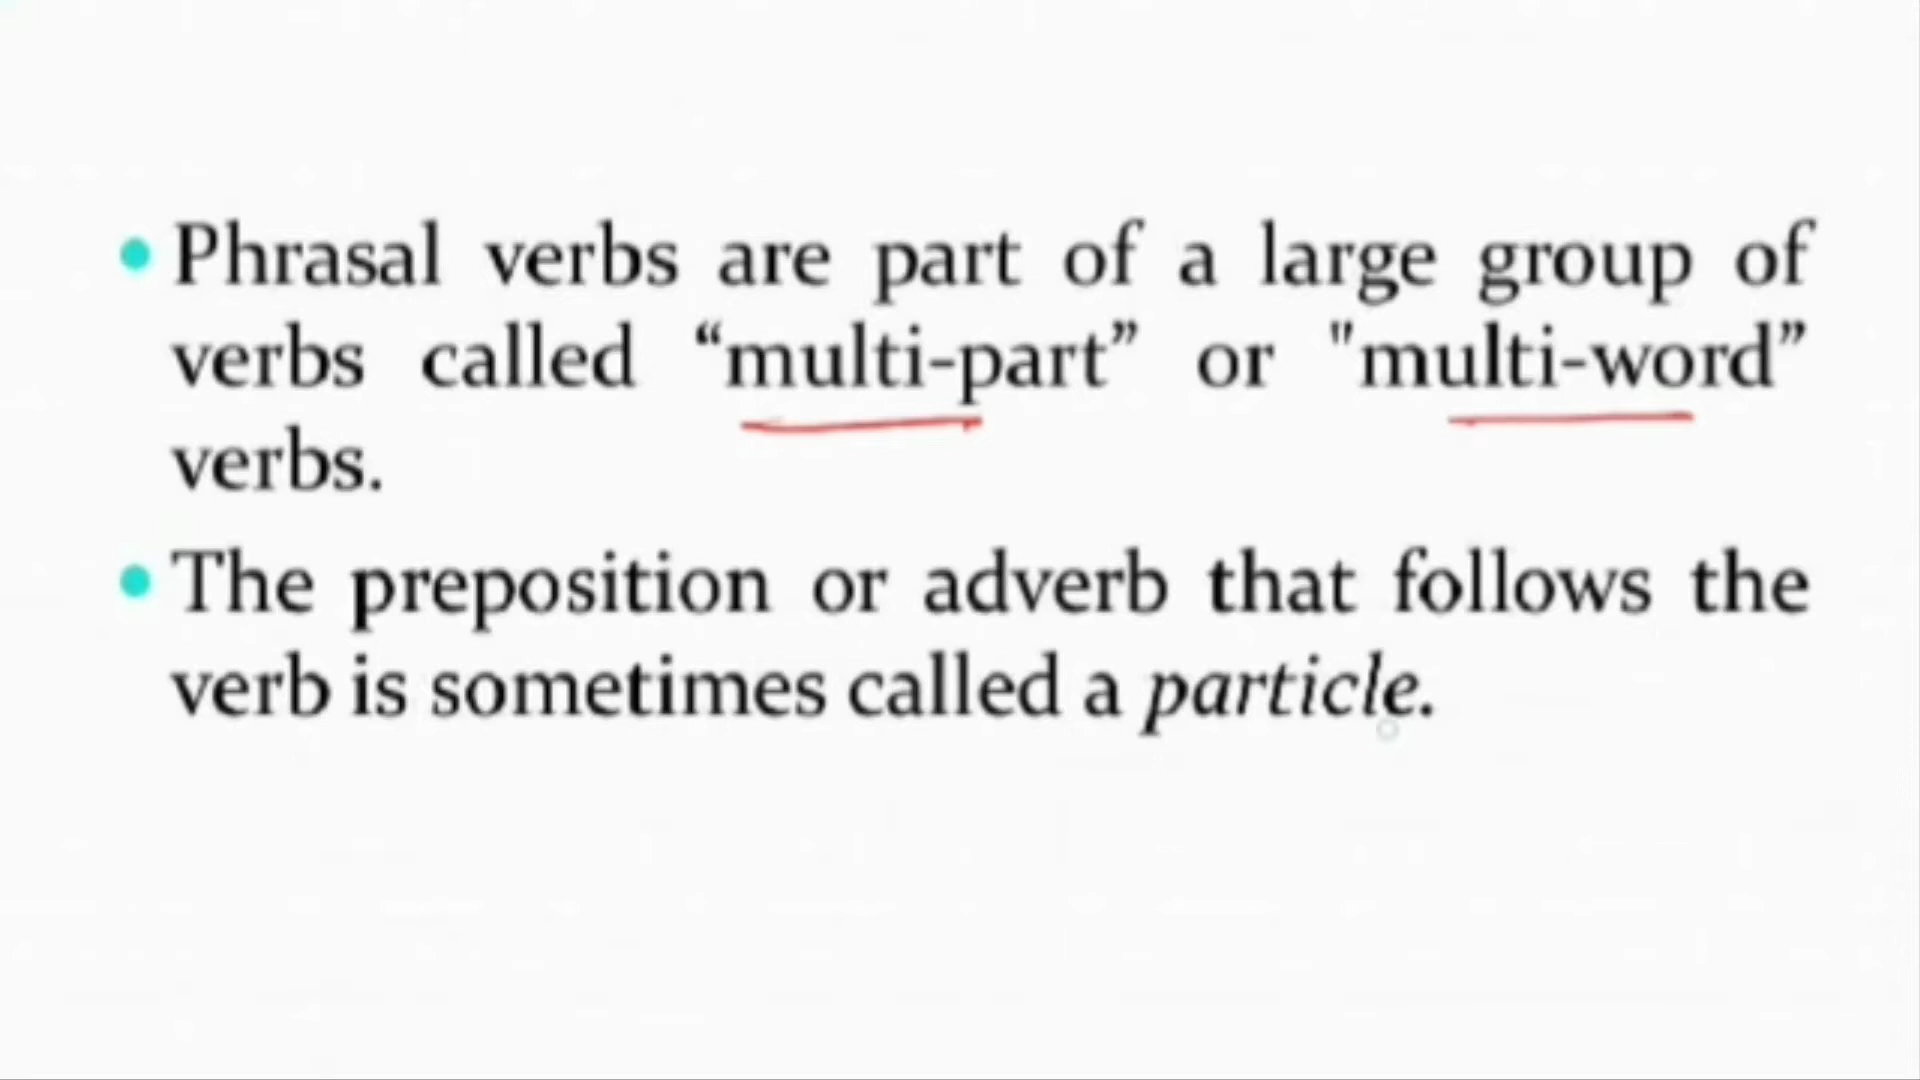 • Phrasal verbs are part of a large group of
verbs called “multi-part” or "multi-word”
verbs.
• The preposition or adverb that follows the
verb is sometimes called a particle.